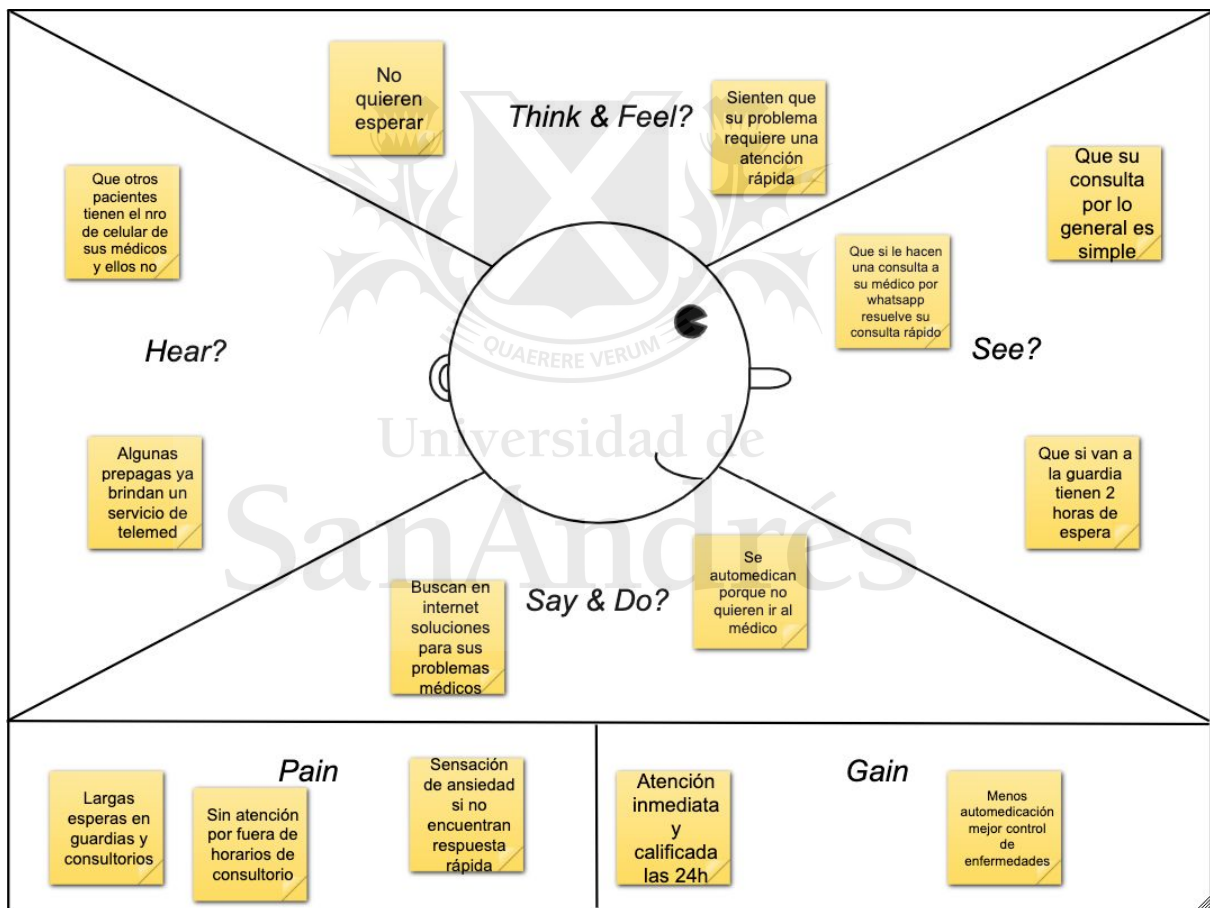 No
quieren
esperar
Think & Feel?
Sienten que
su problema
requiere una
atención
rápida
Que otros
pacientes
tienen el nro
de celular de
sus médicos
y ellos no
Hear?
Algunas
prepagas ya
brindan un
servicio de
telemed
Que su
consulta
por lo
general es
simple
Que si le hacen
una consulta a
su médico por
whatsapp
resuelve su
consulta rápido
See?
Que si van a
la guardia
tienen 2
horas de
espera
QUAERERE VERUM
Universidad de
SanAndrés
Say & Do?
Buscan en
internet
soluciones
para sus
problemas
médicos
Se
automedican
porque no
quieren ir al
médico
Pain
Largas
esperas en
guardias y
consultorios
Sin atención
por fuera de
horarios de
consultorio
Sensación
de ansiedad
si no
encuentran
respuesta
rápida
Gain
Atención
inmediata
y
calificada
las 24h
Menos
automedicación
mejor control
de
enfermedades